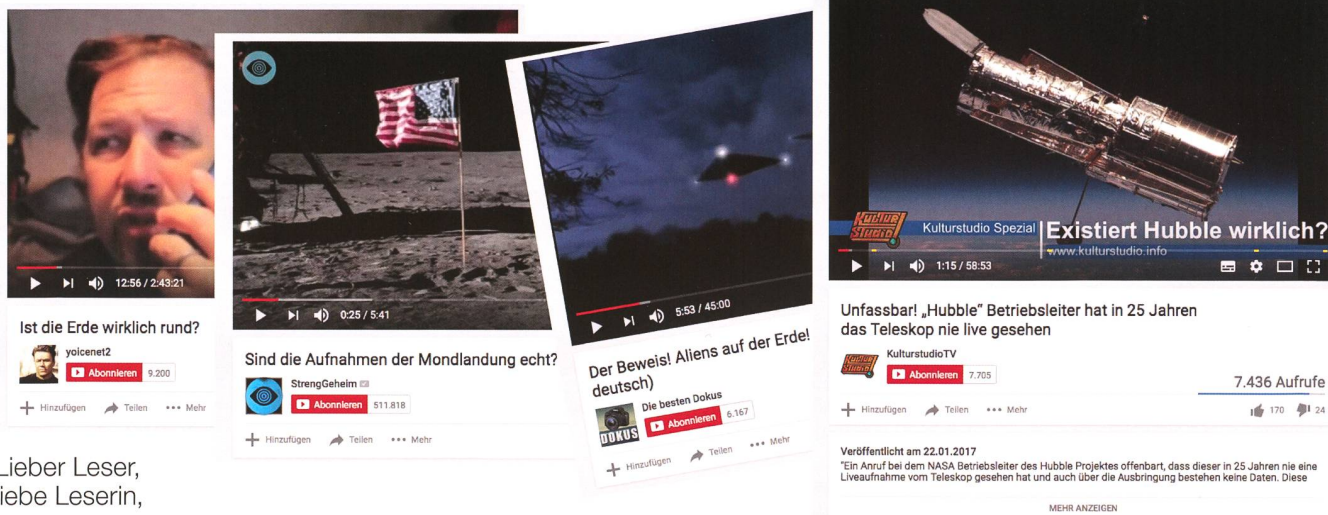 12:56 / 2:43:21
Ist die Erde wirklich rund?
yoicenet2
Abonnieren 9.200
Hinzufügen Teilen Mehr
0:25 / 5:41
Sind die Aufnahmen der Mondlandung echt?
StrengGeheim
Abonnieren 511.818
Hinzufügen Teilen Mehr
5:53 / 45:00
Der Beweis! Aliens auf der Erde!
deutsch)
DOKUS
Die besten Dokus
Abonnieren 6.167
Hinzufügen Teilen Mehr
KULTUR STUDIO!
Kulturstudio Spezial Existiert Hubble wirklich?
www.kulturstudio.info
1:15 / 58:53
Unfassbar! „Hubble" Betriebsleiter hat in 25 Jahren
das Teleskop nie live gesehen
KULTUR STUDIO!
KulturstudioTV
Abonnieren 7.705
7.436 Aufrufe
Hinzufügen Teilen Mehr 170 24
Veröffentlicht am 22.01.2017
"Ein Anruf bei dem NASA Betriebsleiter des Hubble Projektes offenbart, dass dieser in 25 Jahren nie eine
Liveaufnahme vom Teleskop gesehen hat und auch über die Ausbringung bestehen keine Daten. Diese
MEHR ANZEIGEN
Lieber Leser,
iebe Leserin,